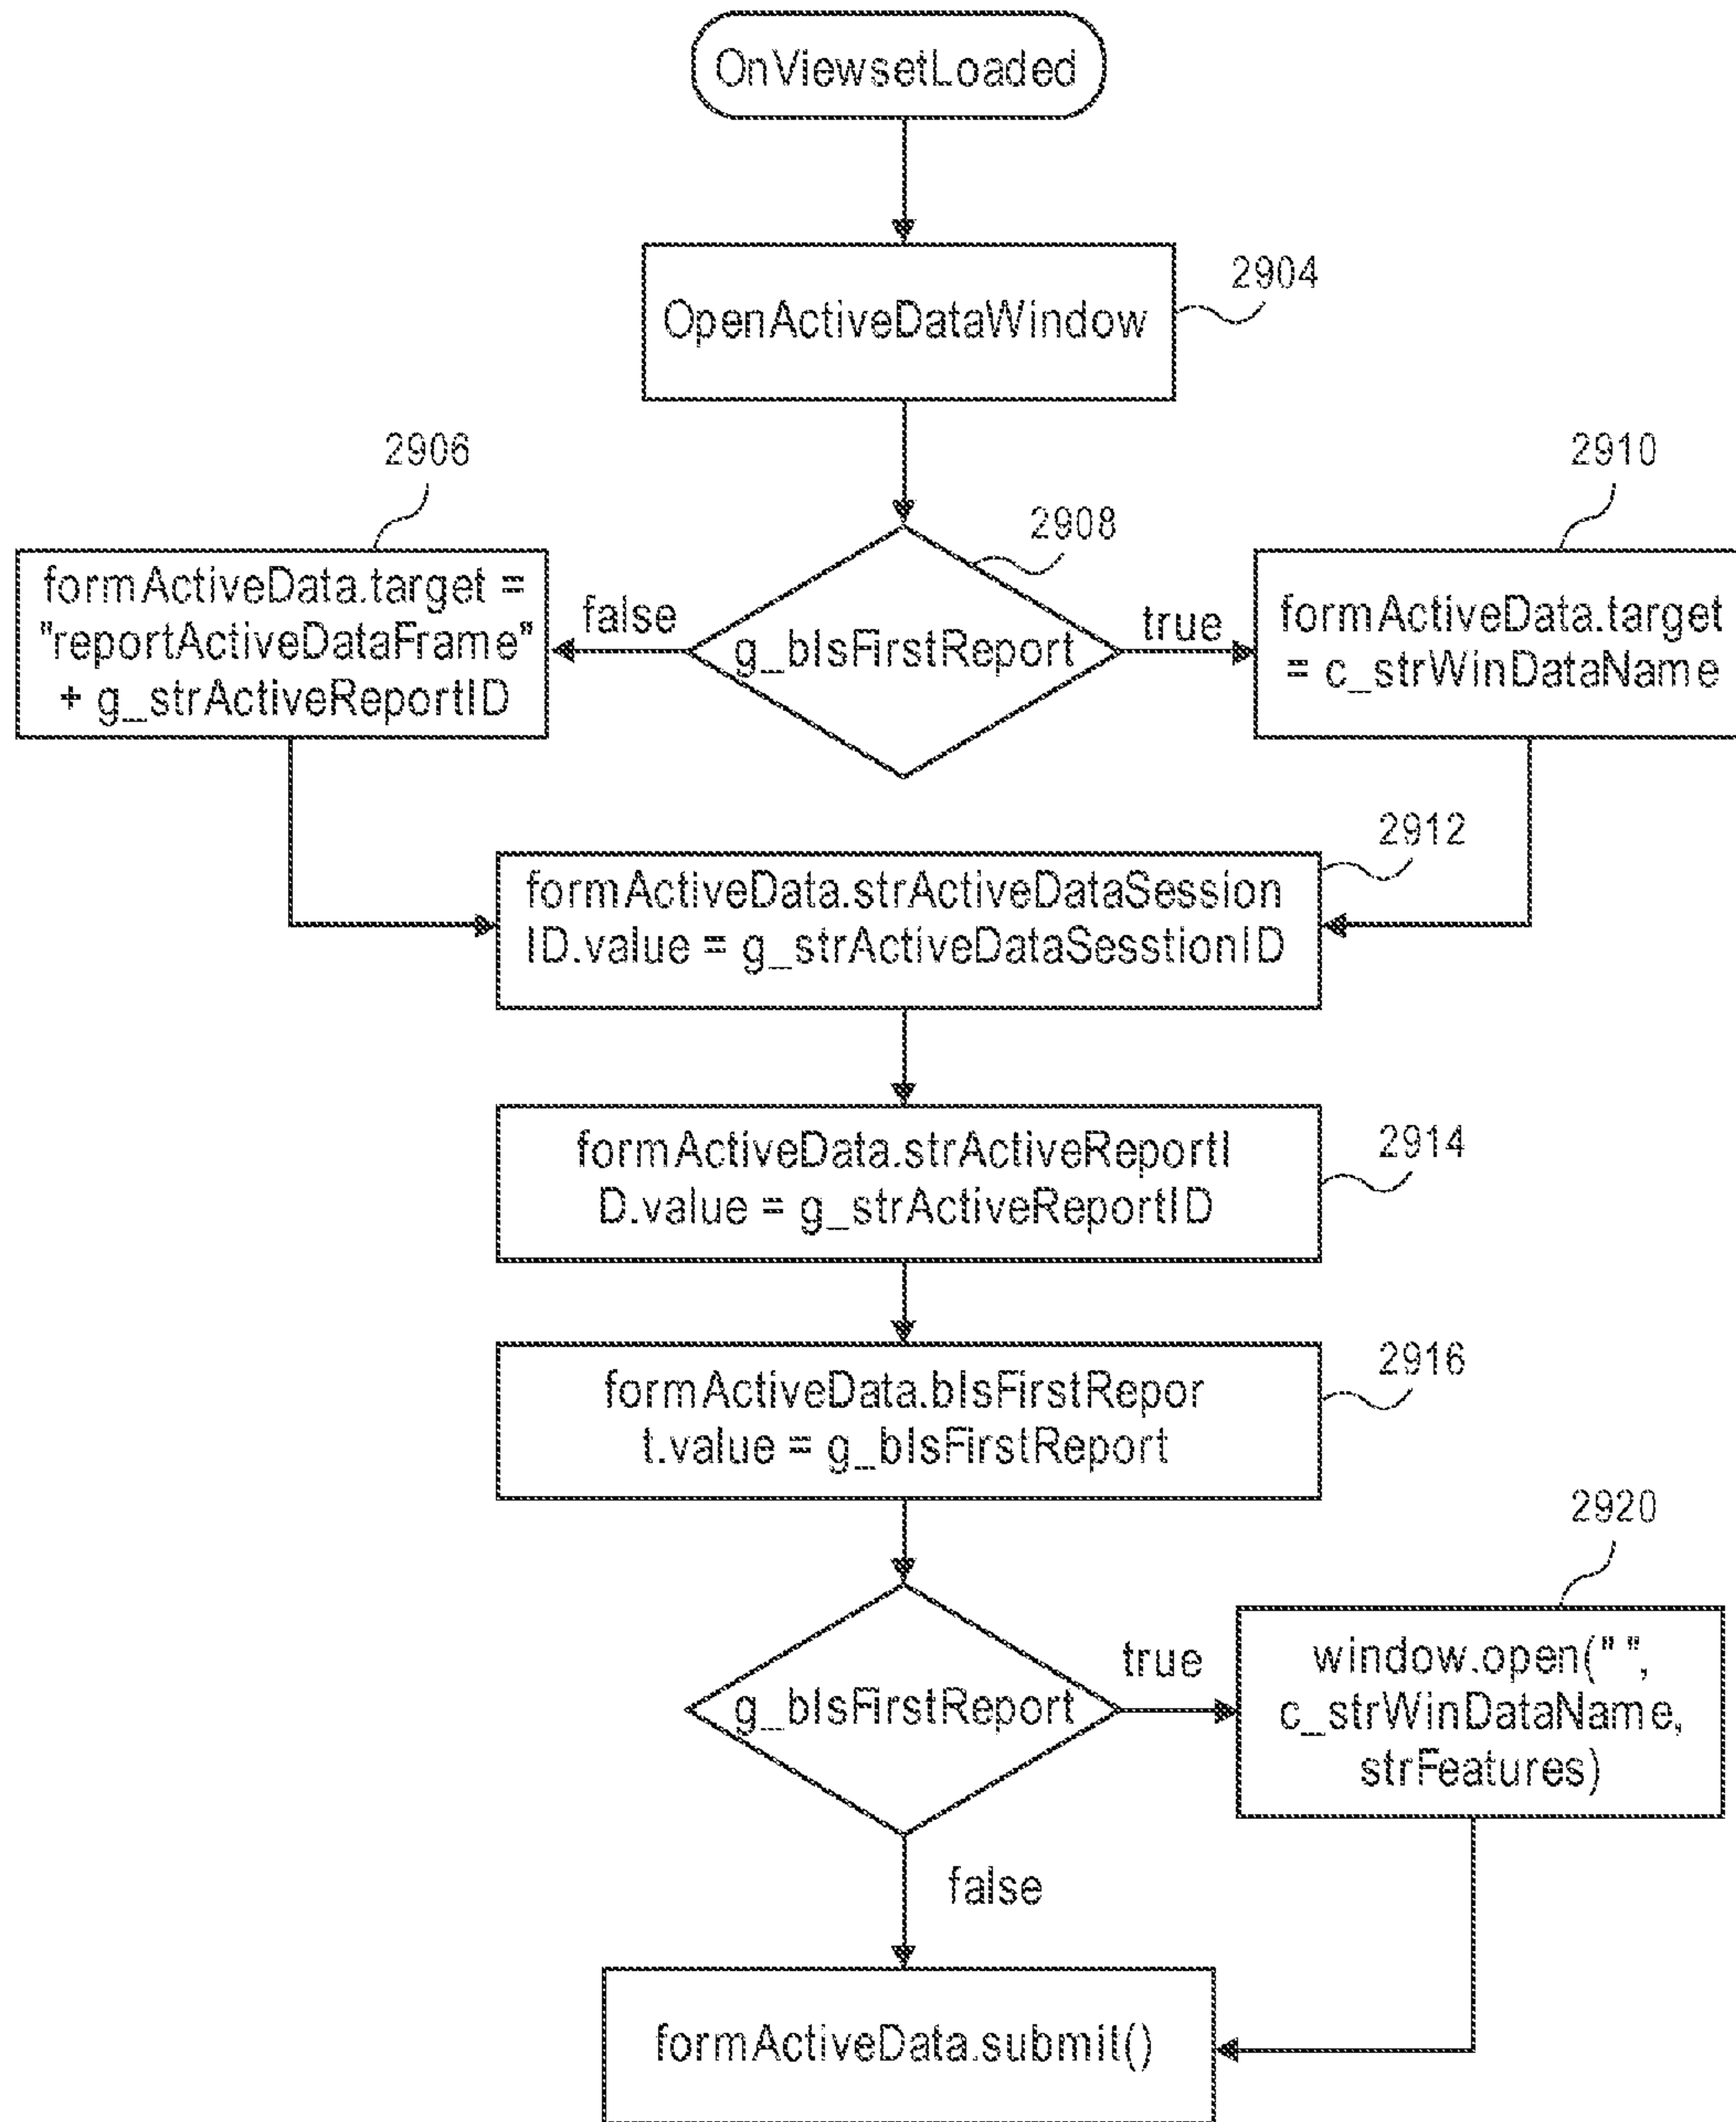 OnViewsetLoaded
2904
OpenActiveDataWindow
2906
2910
2908
formActiveData.target =
"reportActiveDataFrame"
+ g_strActiveReportID
false
g_bIsFirstReport
true
formActiveData.target
= c_strWinDataName
2912
formActiveData.strActiveDataSession
ID.value = g_strActiveDataSesstionID
2914
formActiveData.strActiveReportI
D.value = g_strActiveReportID
2916
formActiveData.bIsFirstRepor
t.value = g_bIsFirstReport
2920
g_bIsFirstReport
true
window.open(" ",
c_strWinDataName,
strFeatures)
false
formActiveData.submit()